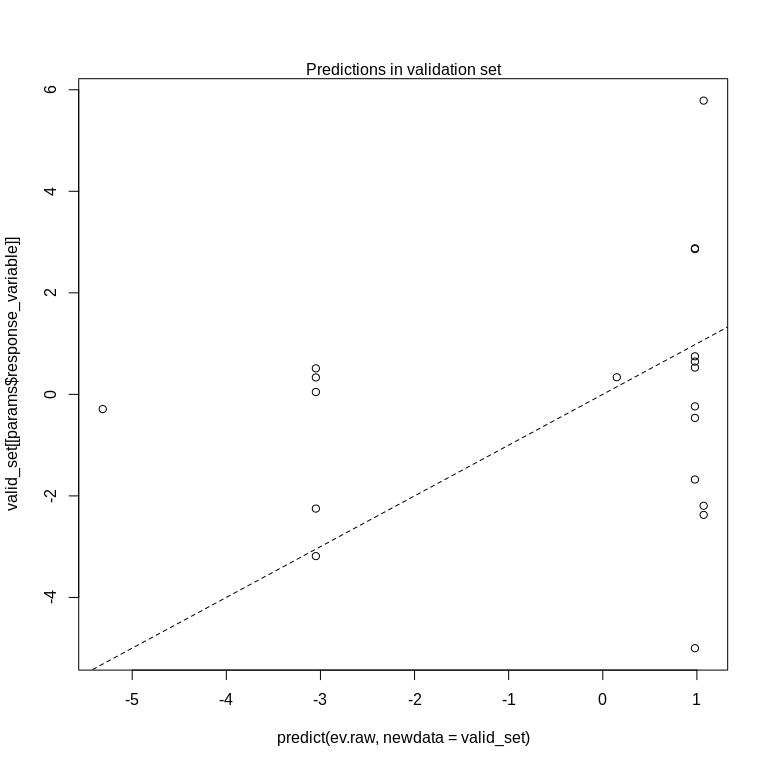 Predictions in validation set
valid_set[[params$response_variable]]
6
4
2
0
-2
-4
-5 -4 -3 -2 -1 0 1
predict(ev.raw, newdata = valid_set)